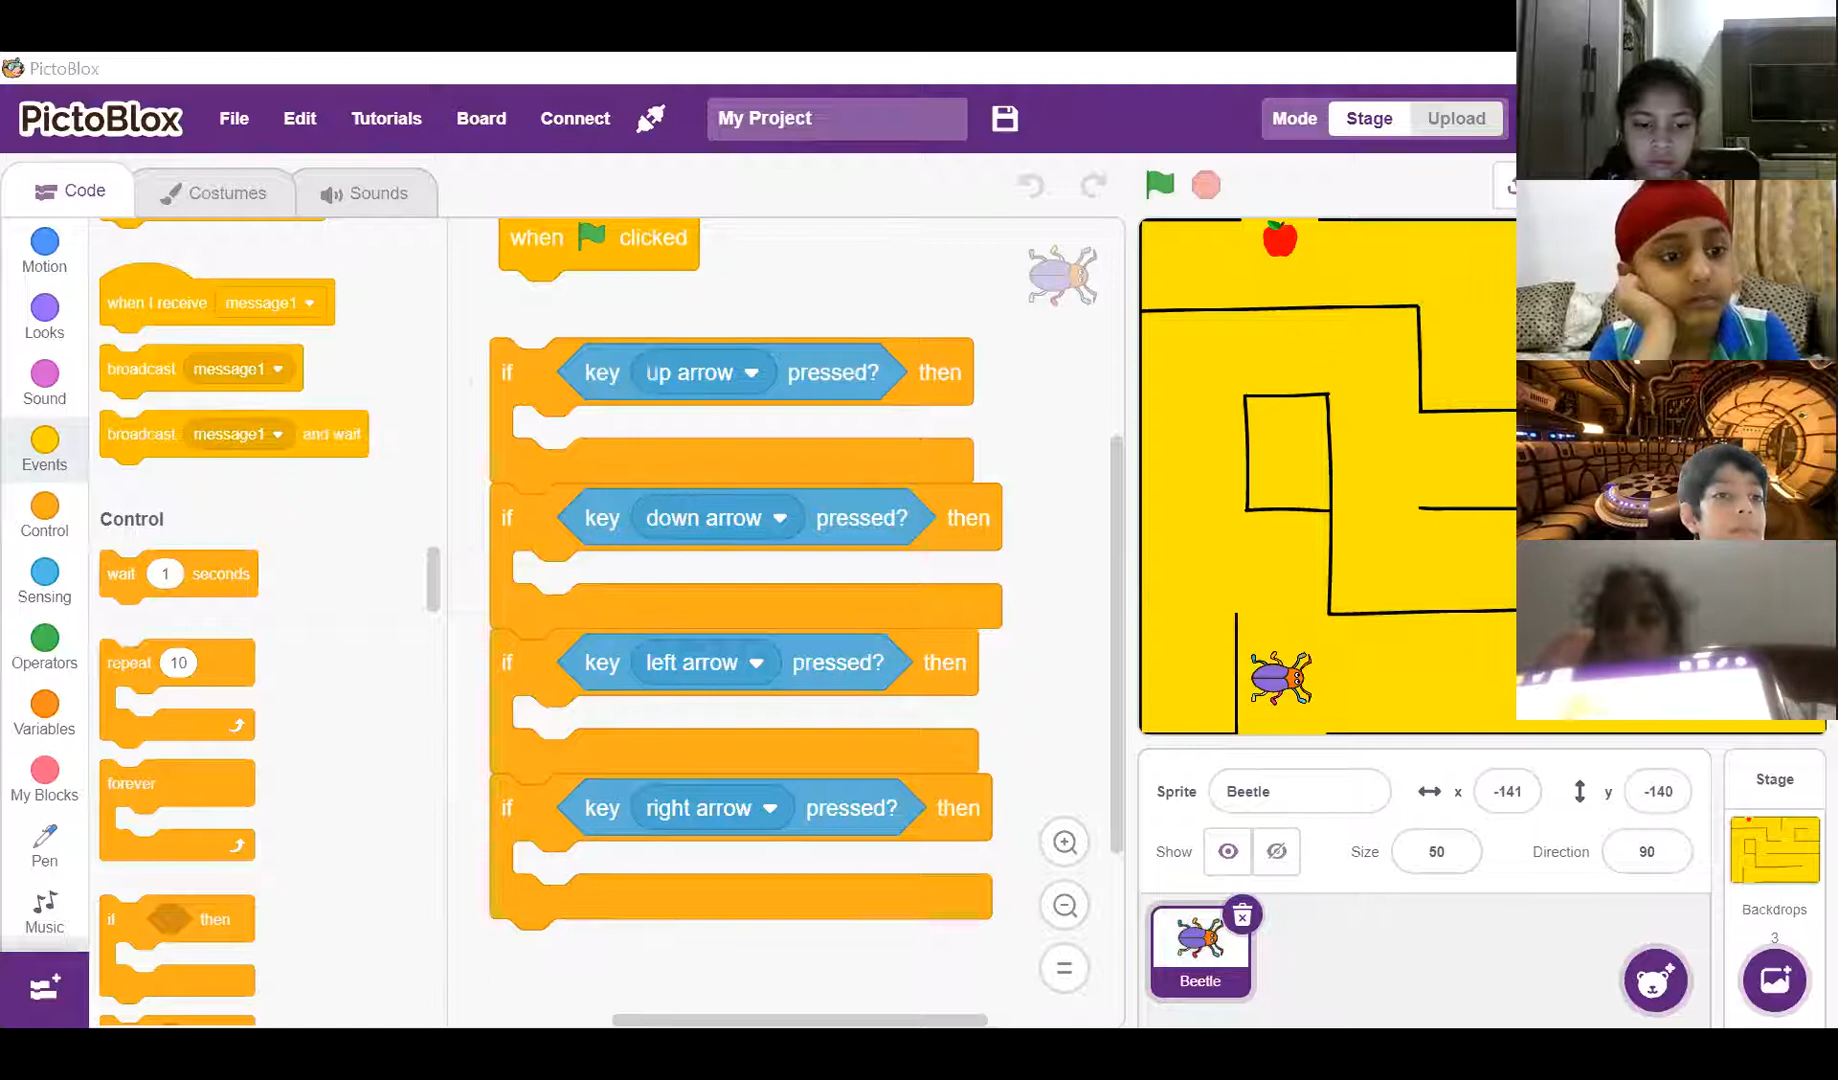 PictoBlox
PictoBlox File Edit Tutorials Board Connect My Project Mode Stage Upload
Code Costumes Sounds
Motion
Looks
Sound
Events
Control
Sensing
Operators
Variables
My Blocks
Pen
Music
when I receive message1
broadcast message1
broadcast message1 and wait
Control
wait 1 seconds
repeat 10
forever
if then
when clicked
if key up arrow pressed? then
if key down arrow pressed? then
if key left arrow pressed? then
if key right arrow pressed? then
Sprite Beetle x -141 y -140
Show Size 50 Direction 90
Beetle
Stage
Backdrops
3